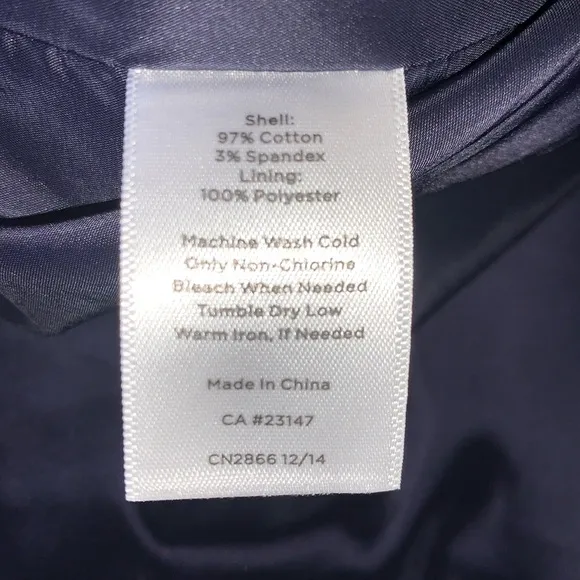 Shell:
97% Cotton
3% Spandex
Lining:
100% Polyester
Machine Wash Cold
Only Non-Chlorine
Bleach When Needed
Tumble Dry Low
Warm Iron, If Needed
Made In China
CA #23147
CN2866 12/14